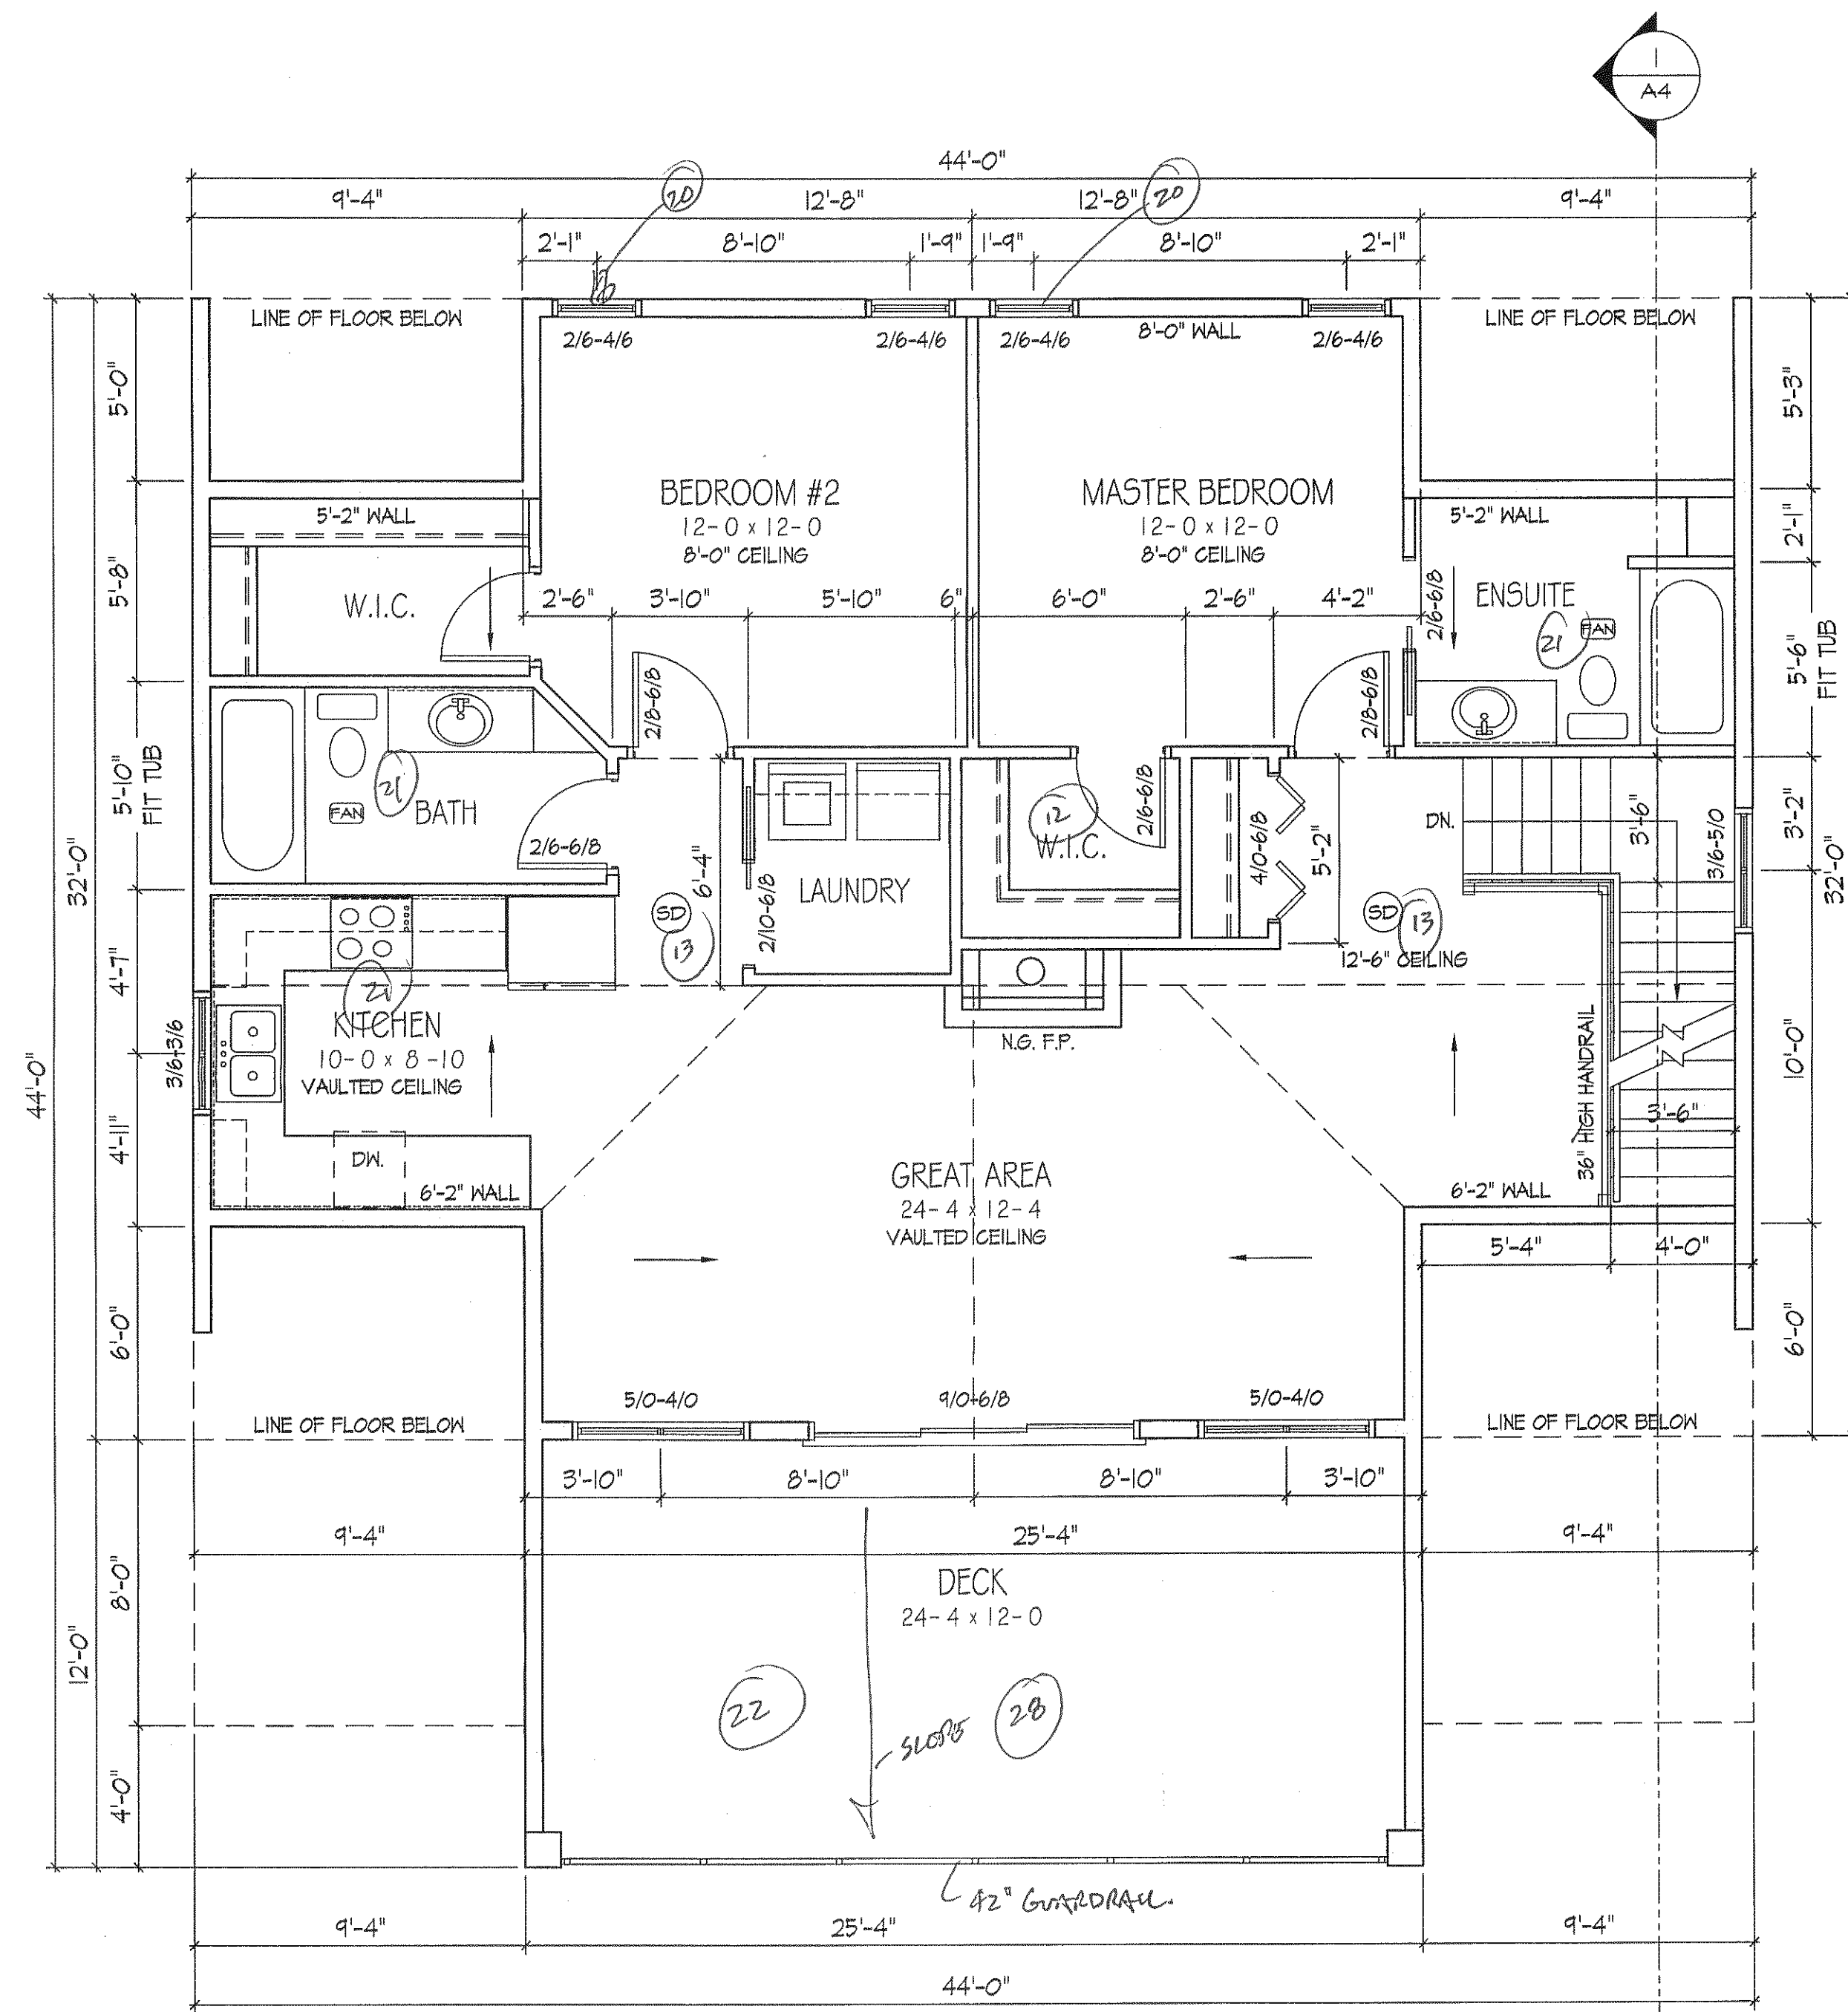 A4
44'-0"
9'-4" 12'-8" 12'-8" 9'-4"
20 20
2'-1" 8'-10" 1'-9" 1'-9" 8'-10" 2'-1"
LINE OF FLOOR BELOW
LINE OF FLOOR BELOW
2/6-4/6 2/6-4/6 2/6-4/6 2/6-4/6
8'-0" WALL
5'-0"
5'-3"
BEDROOM #2
12-0 x 12-0
8'-0" CEILING
MASTER BEDROOM
12-0 x 12-0
8'-0" CEILING
5'-2" WALL
5'-2" WALL
2'-1"
5'-8"
W.I.C.
2'-6" 3'-10" 5'-10" 6" 6'-0" 2'-6" 4'-2"
2/6-6/8
ENSUITE
FAN
21
5'-6"
FIT TUB
2/8-6/8
2/8-6/8
5'-10"
FIT TUB
21
FAN
BATH
2/6-6/8
6'-4"
SD
13
2/10-6/8
LAUNDRY
12
W.I.C.
2/6-6/8
4/0-6/8
5'-2"
SD
13
12'-6" CEILING
DN.
3'-6"
3/6-5/0
3'-2"
32'-0"
32'-0"
44'-0"
4'-7"
21
KITCHEN
10-0 x 8-10
VAULTED CEILING
3/6-3/6
N.G. F.P.
36" HIGH HANDRAIL
3'-6"
10'-0"
4'-11"
DW.
6'-2" WALL
GREAT AREA
24-4 x 12-4
VAULTED CEILING
6'-2" WALL
5'-4" 4'-0"
6'-0"
6'-0"
5/0-4/0 9/0-6/8 5/0-4/0
LINE OF FLOOR BELOW
LINE OF FLOOR BELOW
3'-10" 8'-10" 8'-10" 3'-10"
9'-4" 25'-4" 9'-4"
DECK
24-4 x 12-0
8'-0"
12'-0"
22
28
SLOPE
4'-0"
42" GUARDRAIL.
9'-4" 25'-4" 9'-4"
44'-0"